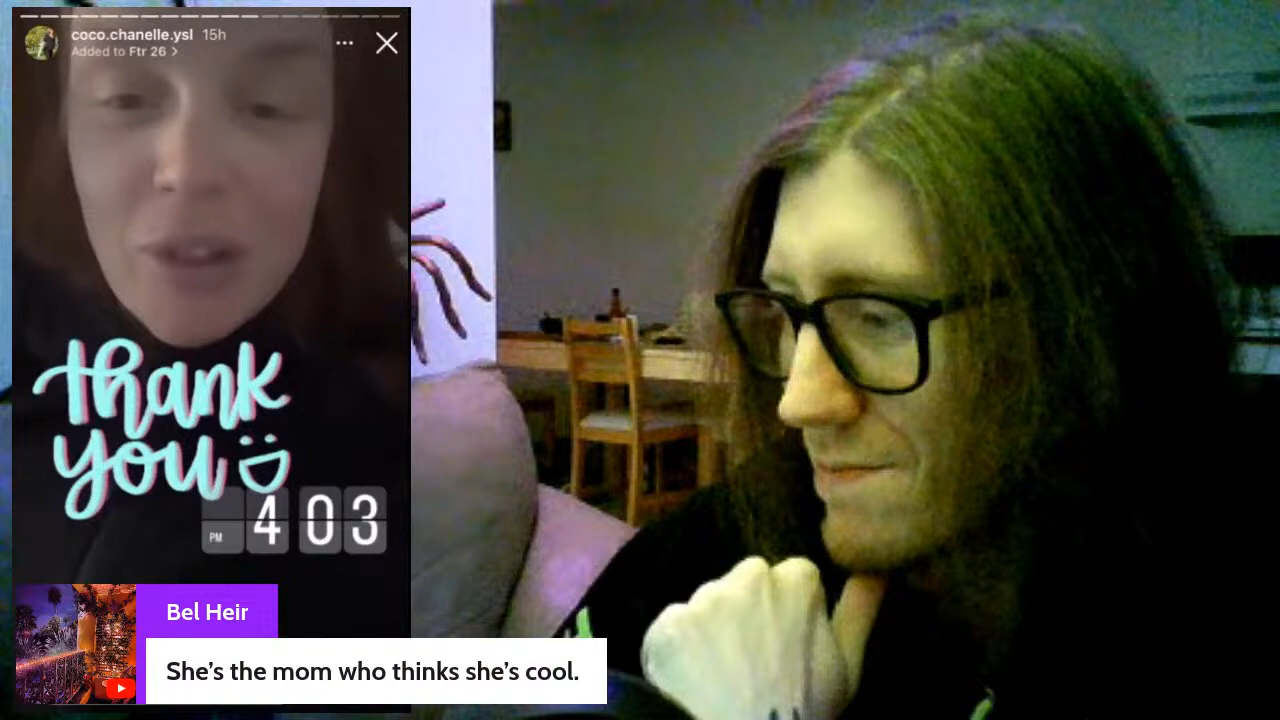 coco.chanelle.ysl 15h
Added to Ftr 26 >
thank
you
PM 4 03
Bel Heir
She's the mom who thinks she's cool.